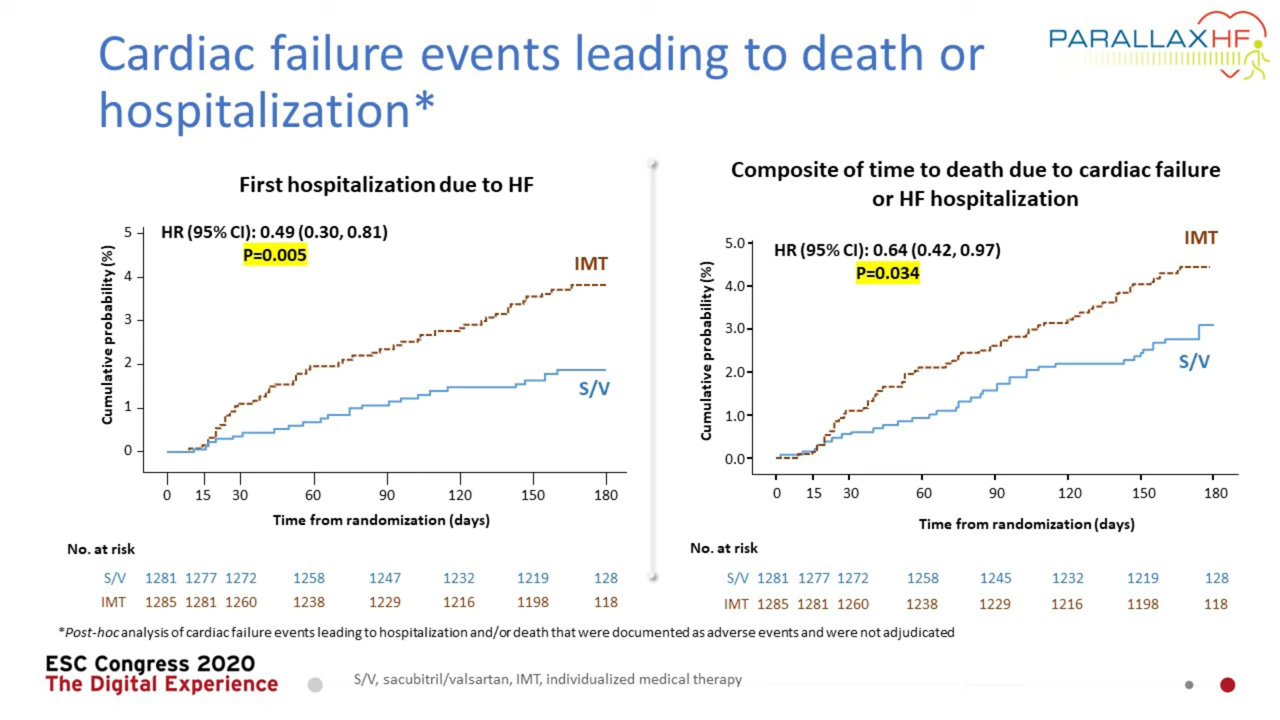 Cardiac failure events leading to death or
hospitalization*
PARALLAXHF
First hospitalization due to HF
HR (95% CI): 0.49 (0.30, 0.81)
P=0.005
IMT
S/V
Cumulative probability (%)
5
4
3
2
1
0
0 15 30 60 90 120 150 180
Time from randomization (days)
No. at risk
S/V 1281 1277 1272 1258 1247 1232 1219 128
IMT 1285 1281 1260 1238 1229 1216 1198 118
Composite of time to death due to cardiac failure
or HF hospitalization
HR (95% CI): 0.64 (0.42, 0.97)
P=0.034
IMT
S/V
Cumulative probability (%)
5.0
4.0
3.0
2.0
1.0
0.0
0 15 30 60 90 120 150 180
Time from randomization (days)
No. at risk
S/V 1281 1277 1272 1258 1245 1232 1219 128
IMT 1285 1281 1260 1238 1229 1216 1198 118
*Post-hoc analysis of cardiac failure events leading to hospitalization and/or death that were documented as adverse events and were not adjudicated
ESC Congress 2020
The Digital Experience
S/V, sacubitril/valsartan, IMT, individualized medical therapy